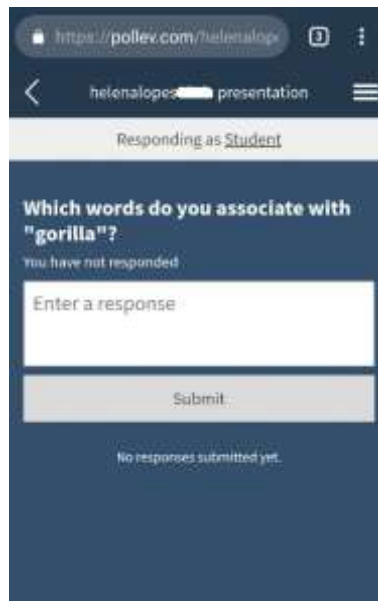 https://pollev.com/helenalope
3
helenalopes presentation
Responding as Student
Which words do you associate with
"gorilla"?
You have not responded
Enter a response
Submit
No responses submitted yet.